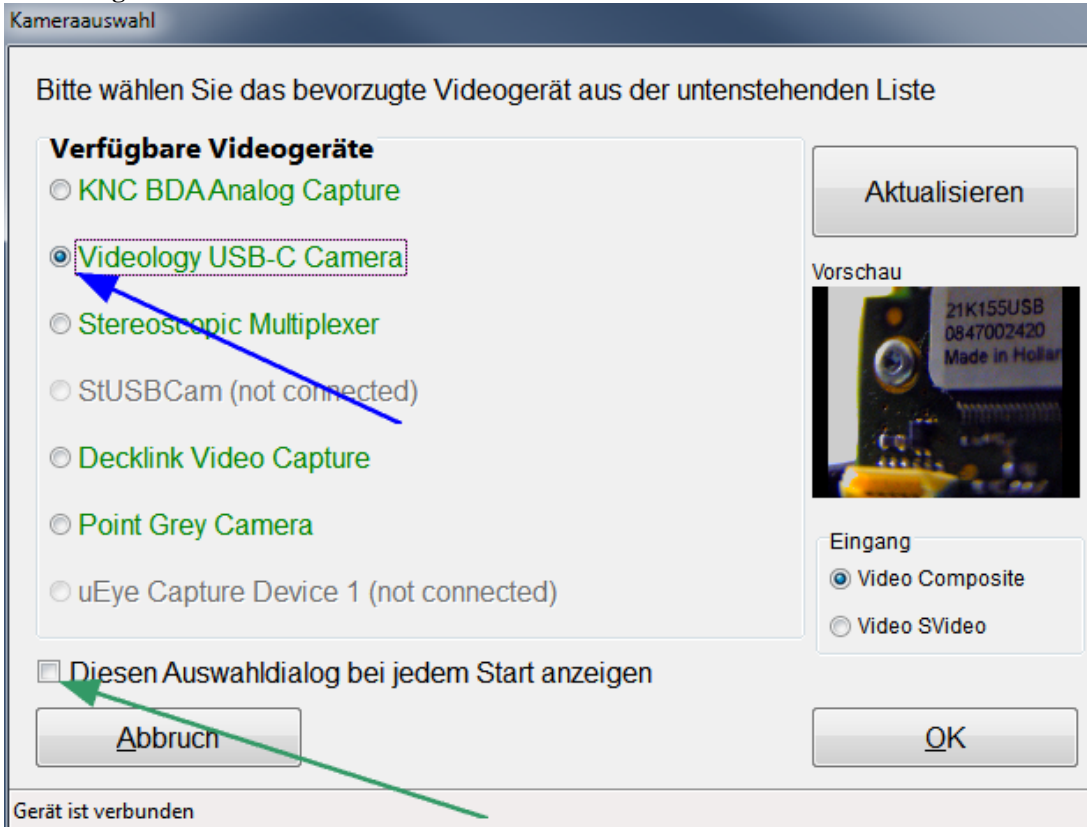 Kameraauswahl
Bitte wählen Sie das bevorzugte Videogerät aus der untenstehenden Liste
Verfügbare Videogeräte
KNC BDA Analog Capture
Videology USB-C Camera
Stereoscopic Multiplexer
StUSBCam (not connected)
Decklink Video Capture
Point Grey Camera
uEye Capture Device 1 (not connected)
Aktualisieren
Vorschau
21K155USB
0847002420
Made in Hollan
Eingang
Video Composite
Video SVideo
Diesen Auswahldialog bei jedem Start anzeigen
Abbruch
OK
Gerät ist verbunden